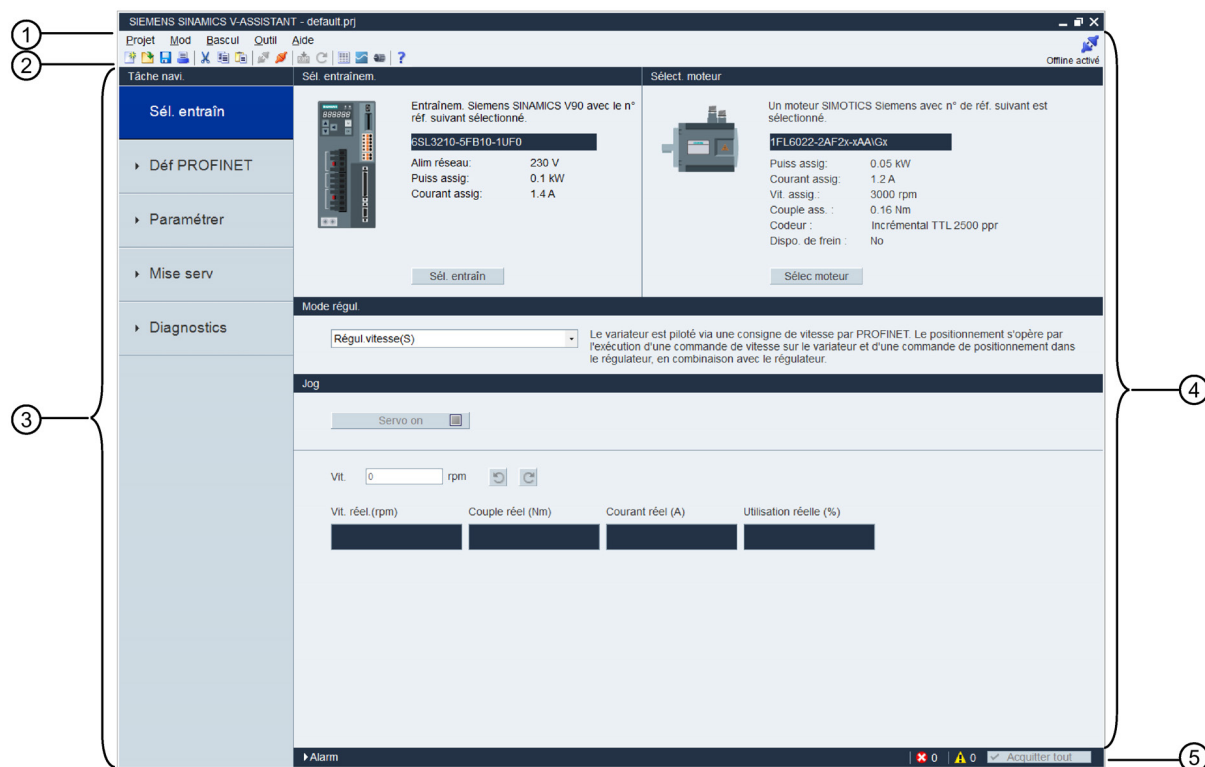 SIEMENS SINAMICS V-ASSISTANT - default.prj
1
Projet Mod Bascul Outil Aide
2
?
Offline activé
Tâche navi.
Sél. entraîn
Déf PROFINET
Paramétrer
Mise serv
Diagnostics
3
Sél. entraînem.
Entraînem. Siemens SINAMICS V90 avec le n°
réf. suivant sélectionné.
6SL3210-5FB10-1UF0
Alim réseau: 230 V
Puiss assig: 0.1 kW
Courant assig: 1.4 A
Sél. entraîn
Sélect. moteur
Un moteur SIMOTICS Siemens avec n° de réf. suivant est
sélectionné.
1FL6022-2AF2x-xAA\Gx
Puiss assig: 0.05 kW
Courant assig: 1.2 A
Vit. assig.: 3000 rpm
Couple ass. : 0.16 Nm
Codeur : Incrémental TTL 2500 ppr
Dispo. de frein : No
Sélec moteur
Mode régul.
Régul.vitesse(S)
Le variateur est piloté via une consigne de vitesse par PROFINET. Le positionnement s'opère par
l'exécution d'une commande de vitesse sur le variateur et d'une commande de positionnement dans
le régulateur, en combinaison avec le régulateur.
4
Jog
Servo on
Vit. 0 rpm
Vit. réel.(rpm) Couple réel (Nm) Courant réel (A) Utilisation réelle (%)
Alarm
0 0 Acquitter tout
5